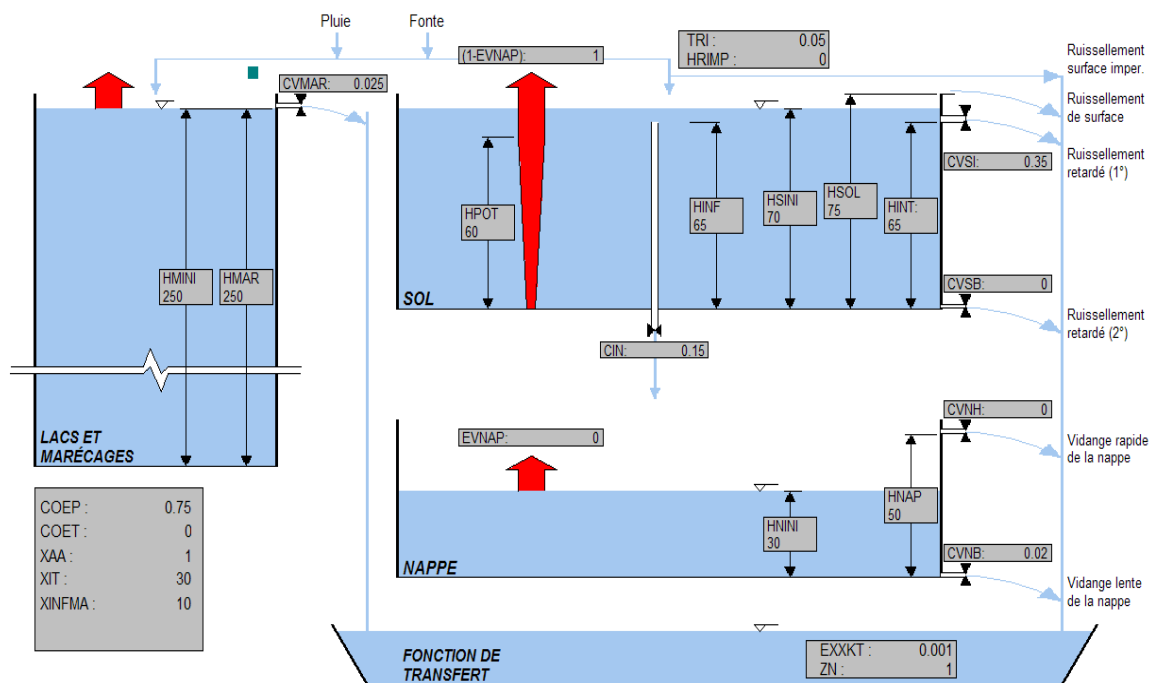 Pluie
Fonte
(1-EVNAP): 1
TRI : 0.05
HRIMP : 0
Ruissellement
surface imper.
CVMAR: 0.025
Ruissellement
de surface
CVSI: 0.35
Ruissellement
retardé (1°)
HPOT
60
HINF
65
HSINI
70
HSOL
75
HINT:
65
HMINI
250
HMAR
250
SOL
CVSB: 0
Ruissellement
retardé (2°)
CIN: 0.15
LACS ET
MARÉCAGES
EVNAP: 0
CVNH: 0
Vidange rapide
de la nappe
HNAP
50
HNINI
30
NAPPE
CVNB: 0.02
Vidange lente
de la nappe
COEP : 0.75
COET : 0
XAA : 1
XIT : 30
XINFMA : 10
FONCTION DE
TRANSFERT
EXXKT : 0.001
ZN : 1